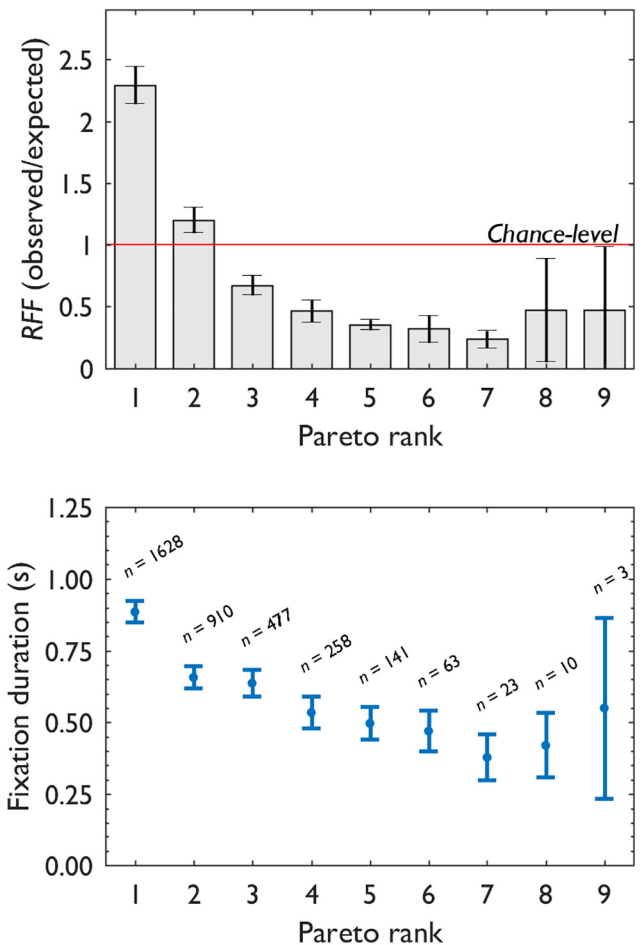 2.5
2
1.5
1
0.5
0
RFF (observed/expected)
Chance-level
1 2 3 4 5 6 7 8 9
Pareto rank
1.25
1.00
0.75
0.50
0.25
0.00
Fixation duration (s)
n = 1628
n = 910
n = 477
n = 258
n = 141
n = 63
n = 23
n = 10
n = 3
1 2 3 4 5 6 7 8 9
Pareto rank